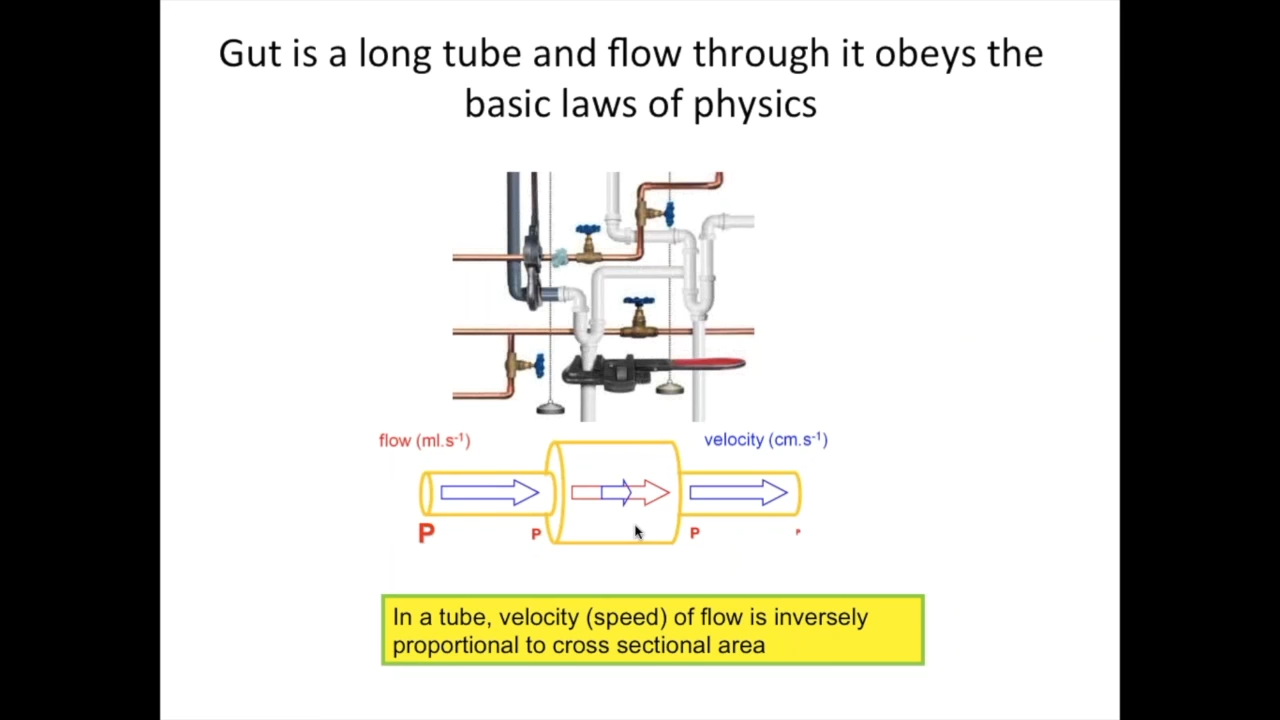 Gut is a long tube and flow through it obeys the
basic laws of physics
flow (ml.s⁻¹)
velocity (cm.s⁻¹)
P
P
P
P
In a tube, velocity (speed) of flow is inversely
proportional to cross sectional area